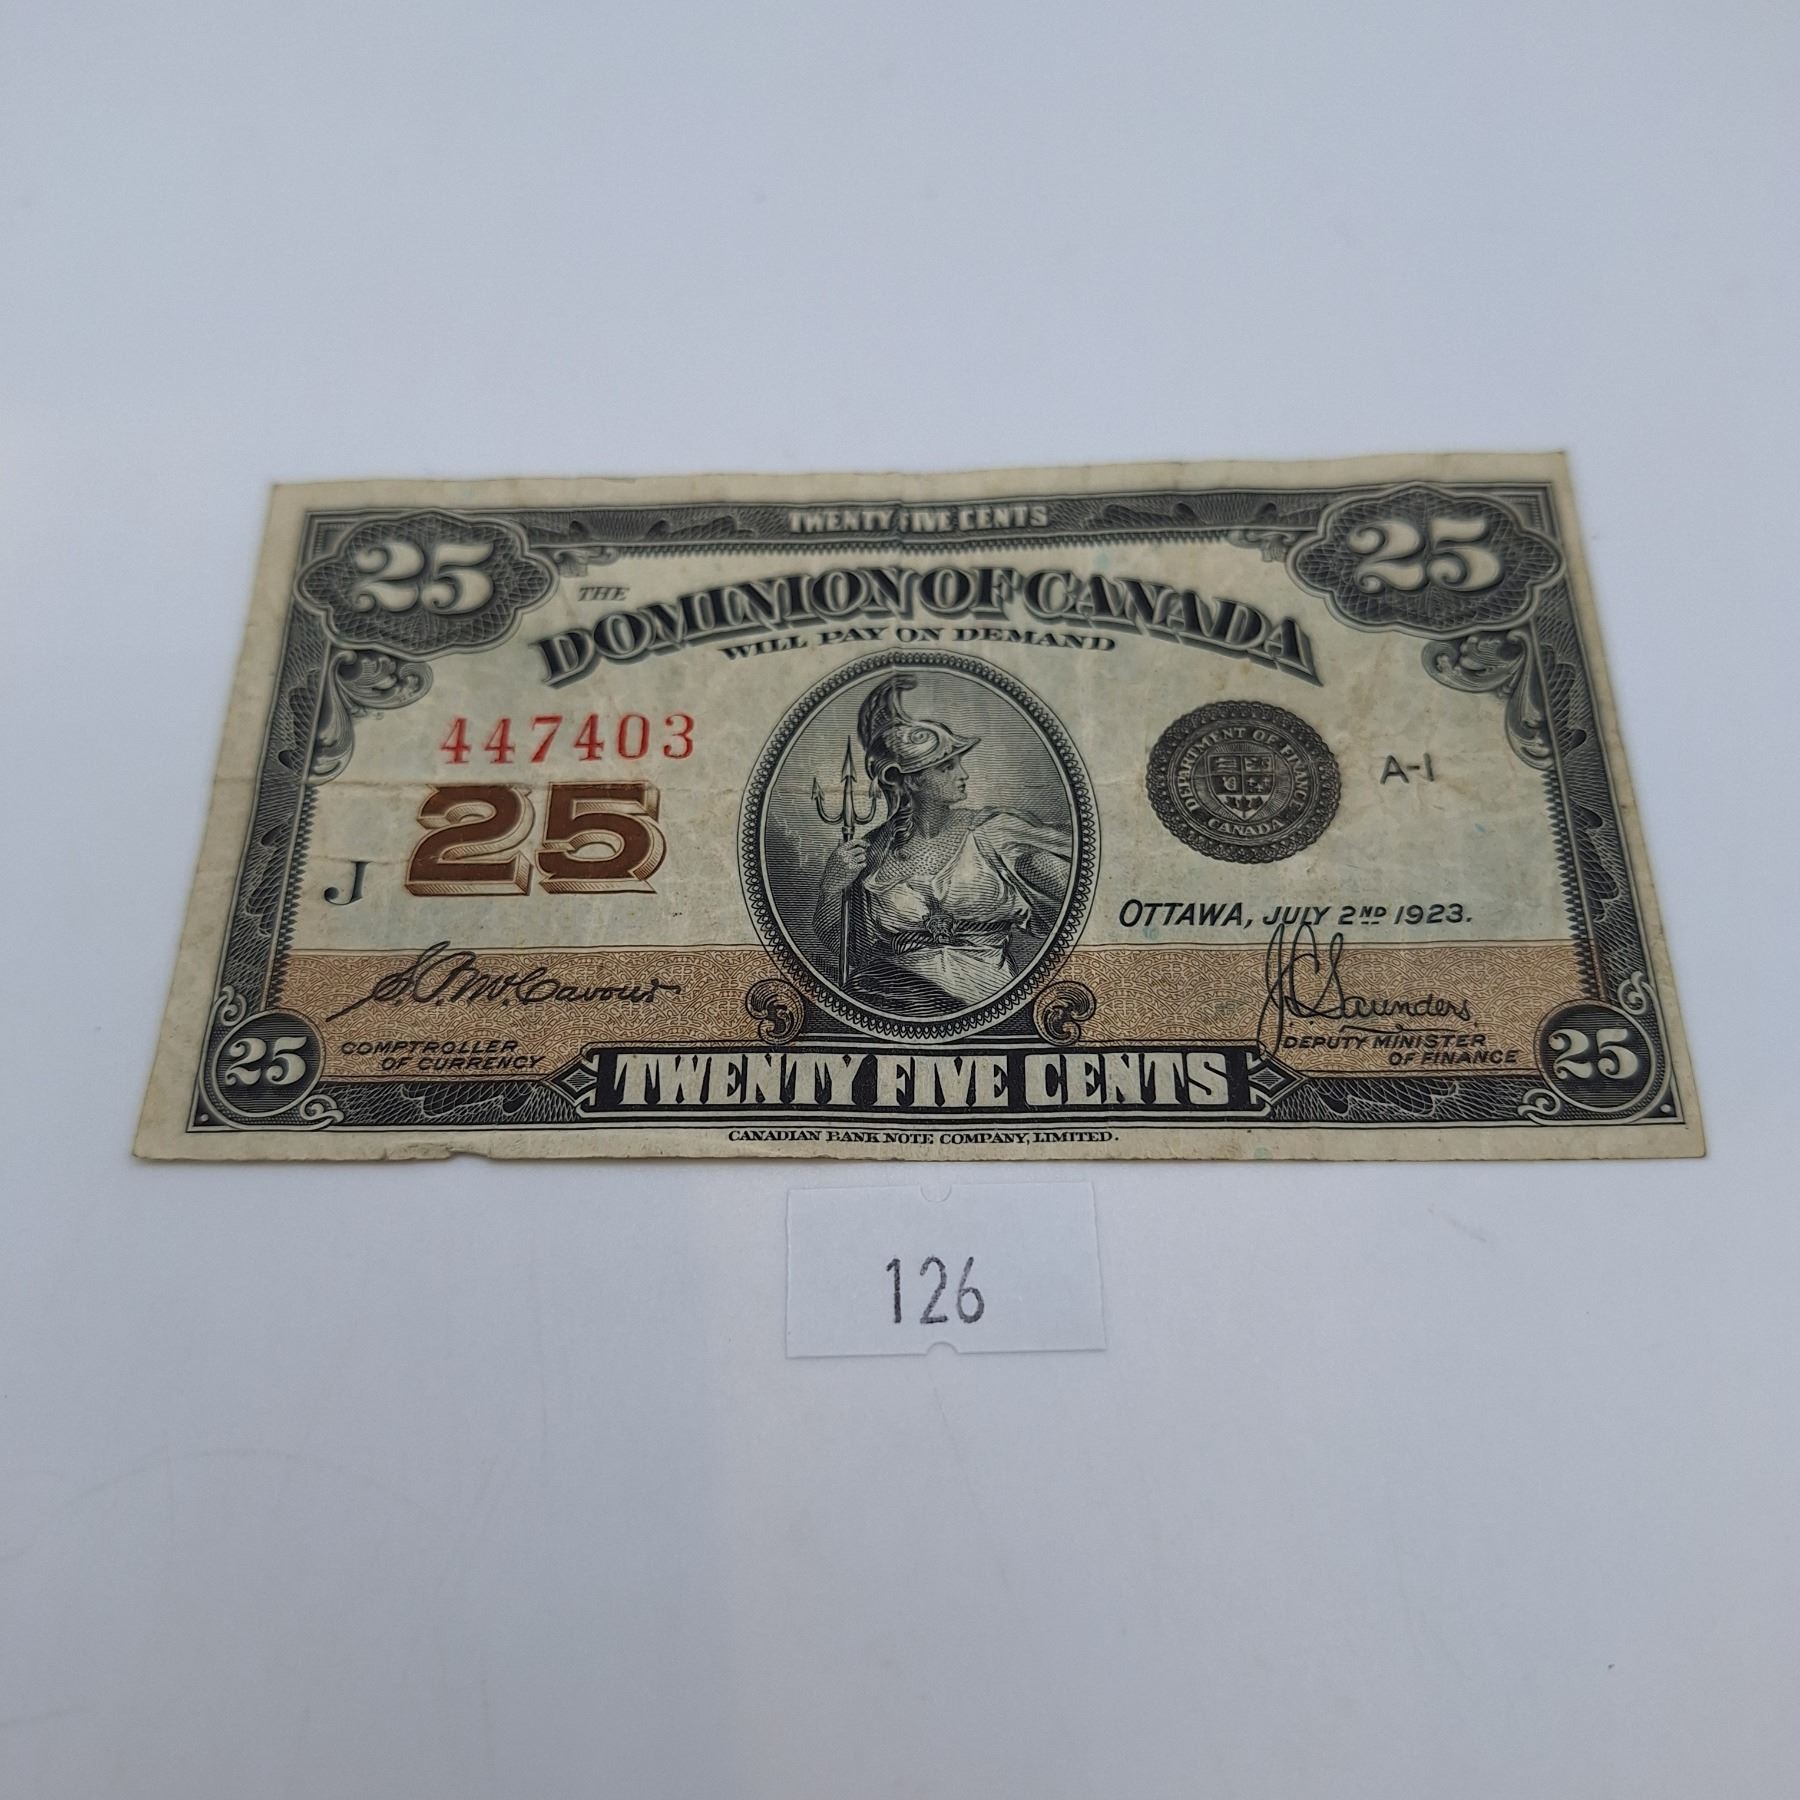 TWENTY FIVE CENTS
25 25
THE
DOMINION OF CANADA
WILL PAY ON DEMAND
447403
25
J
DEPARTMENT OF FINANCE
CANADA
A-1
OTTAWA, JULY 2ND 1923.
S.P. McCavour
COMPTROLLER
OF CURRENCY
J.C. Saunders
DEPUTY MINISTER
OF FINANCE
25 25
TWENTY FIVE CENTS
CANADIAN BANK NOTE COMPANY, LIMITED.
126